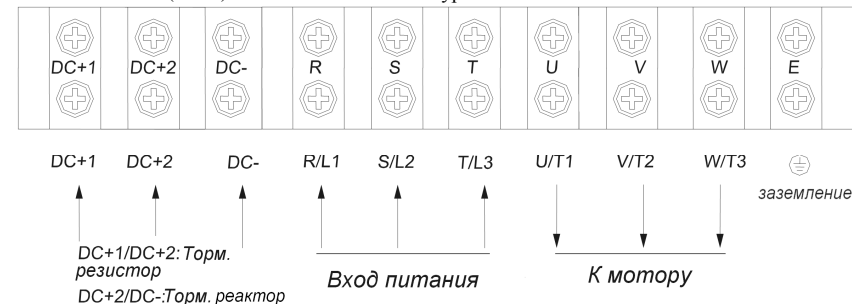 DC+1 DC+2 DC- R S T U V W E
DC+1 DC+2 DC- R/L1 S/L2 T/L3 U/T1 V/T2 W/T3
заземление
DC+1/DC+2: Торм.
резистор
DC+2/DC-:Торм. реактор
Вход питания
К мотору